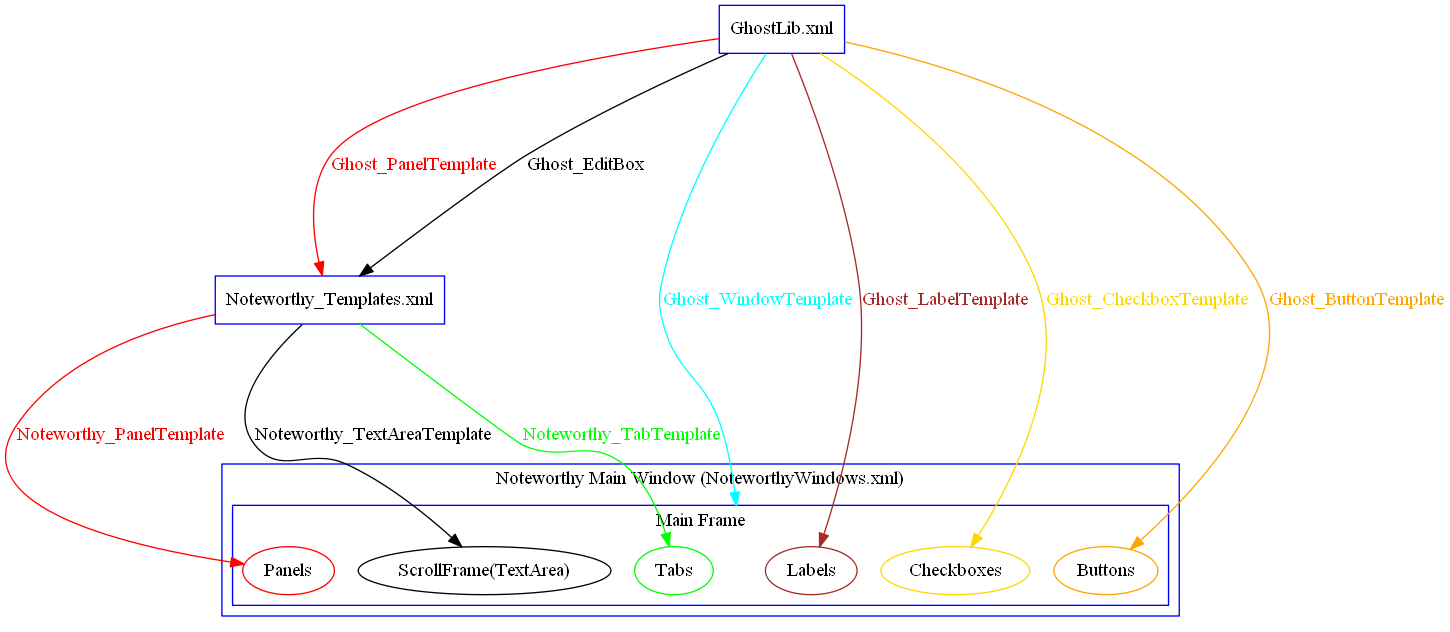 GhostLib.xml
Ghost_PanelTemplate
Ghost_EditBox
Noteworthy_Templates.xml
Ghost_WindowTemplate
Ghost_LabelTemplate
Ghost_CheckboxTemplate
Ghost_ButtonTemplate
Noteworthy_PanelTemplate
Noteworthy_TextAreaTemplate
Noteworthy_TabTemplate
Noteworthy Main Window (NoteworthyWindows.xml)
Main Frame
Panels
ScrollFrame(TextArea)
Tabs
Labels
Checkboxes
Buttons